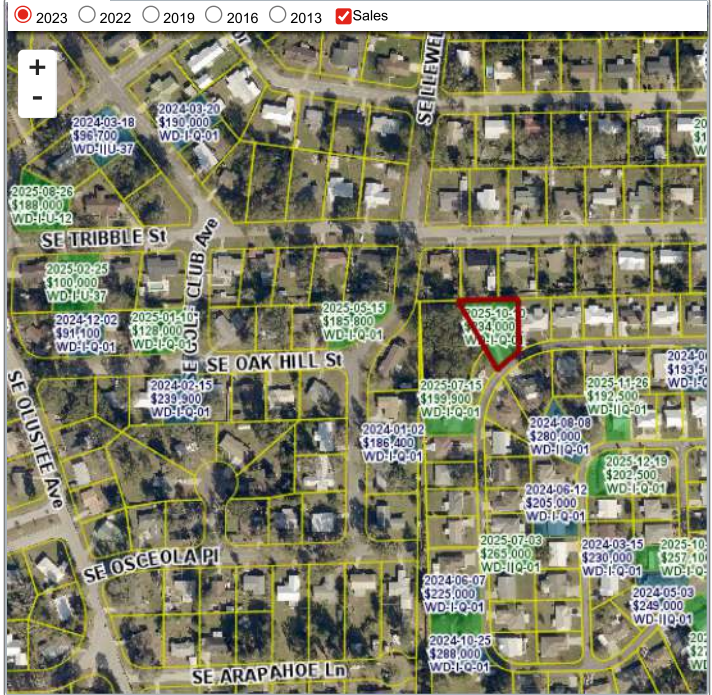 2023 2022 2019 2016 2013 Sales
+
-
SE LLEWEL
2024-03-18
$96,700
WD-I|U-37
2024-03-20
$190,000
WD-I-Q-01
2025-08-26
$188,000
WD-I-U-12
SE TRIBBLE St
SE GOLF CLUB Ave
2025-02-25
$100,000
WD-I-U-37
2024-12-02
$91,100
WD-I-Q-01
$128,000
WD-I-Q-01
2025-05-15
$185,800
WD-I-Q-01
2025-10-
WD-I-Q-0
SE OAK HILL St
SE OLUSTEE Ave
2024-02-15
$239,900
WD-I-Q-01
2025-07-15
$199,900
WD-I-Q-01
2024-01-02
$186,400
WD-I-Q-01
2025-11-26
$192,500
WD-I|Q-01
2024-08-08
$280,000
WD-I|Q-01
2025-12-19
$202,500
WD-I-Q-01
2024-06-12
$205,000
WD-I-Q-01
2025-07-03
$265,000
WD-I|Q-01
2024-03-15
$230,000
WD-I-Q-01
SE OSCEOLA Pl
2024-06-07
$225,000
WD-I-Q-01
2024-05-03
$249,000
WD-I|Q-01
2024-10-25
$288,000
WD-I-Q-01
SE ARAPAHOE Ln